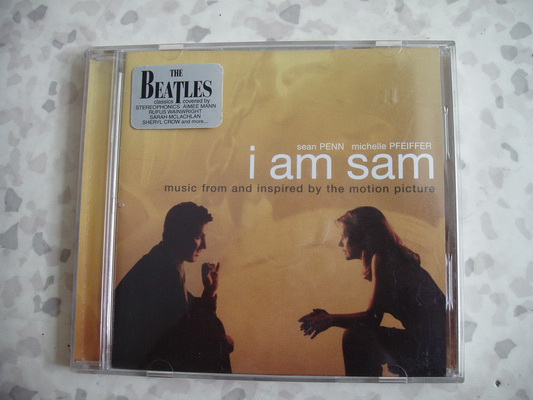 THE
BEATLES
classics covered by
STEREOPHONICS AIMEE MANN
RUFUS WAINWRIGHT
SARAH MCLACHLAN
SHERYL CROW and more...
sean PENN michelle PFEIFFER
i am sam
music from and inspired by the motion picture